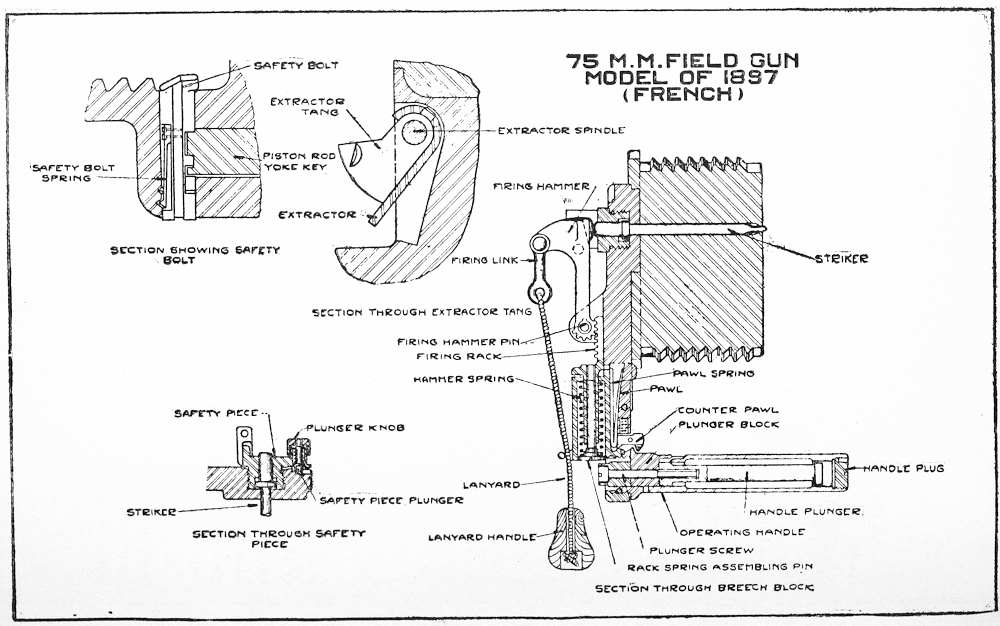 75 M.M. FIELD GUN
MODEL OF 1897
(FRENCH)
SAFETY BOLT
EXTRACTOR
TANG
EXTRACTOR SPINDLE
PISTON ROD
YOKE KEY
SAFETY BOLT
SPRING
EXTRACTOR
SECTION SHOWING SAFETY
BOLT
FIRING HAMMER
FIRING LINK
STRIKER
SECTION THROUGH EXTRACTOR TANG
FIRING HAMMER PIN
FIRING RACK
HAMMER SPRING
PAWL SPRING
PAWL
COUNTER PAWL
PLUNGER BLOCK
SAFETY PIECE
PLUNGER KNOB
HANDLE PLUG
LANYARD
SAFETY PIECE PLUNGER
STRIKER
HANDLE PLUNGER
SECTION THROUGH SAFETY
PIECE
LANYARD HANDLE
OPERATING HANDLE
PLUNGER SCREW
RACK SPRING ASSEMBLING PIN
SECTION THROUGH BREECH BLOCK